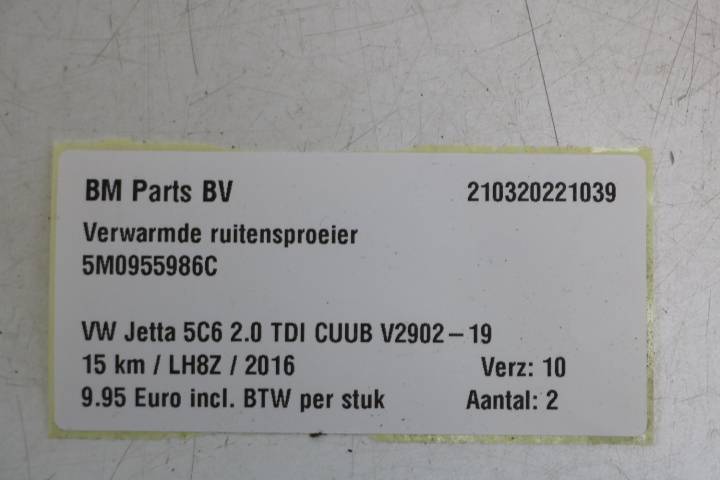 BM Parts BV 210320221039
Verwarmde ruitensproeier
5M0955986C
VW Jetta 5C6 2.0 TDI CUUB V2902 – 19
15 km / LH8Z / 2016 Verz: 10
9.95 Euro incl. BTW per stuk Aantal: 2